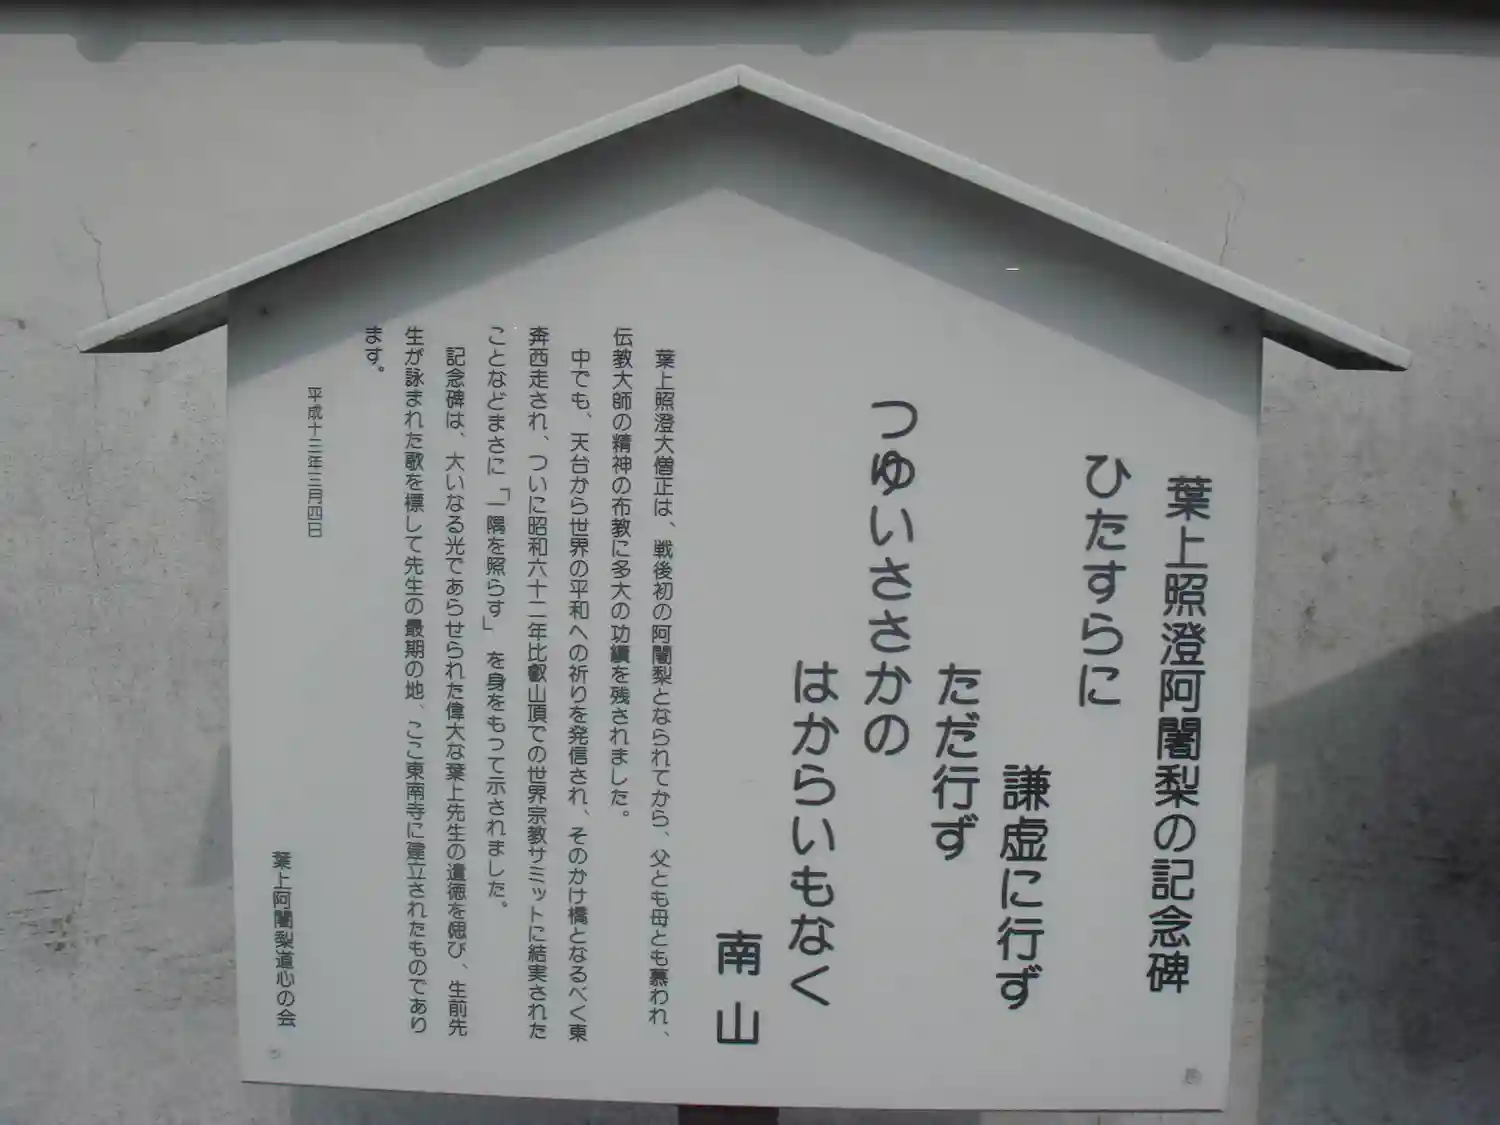 葉上照澄阿闍梨の記念碑
ひたすらに
謙虚に行ず
ただ行ず
つゆいささかの
はからいもなく
南山
葉上照澄大僧正は、戦後初の阿闍梨となられてから、父とも母とも慕われ、
伝教大師の精神の布教に多大の功績を残されました。
中でも、天台から世界の平和への祈りを発信され、そのかけ橋となるべく東
奔西走され、ついに昭和六十二年比叡山頂での世界宗教サミットに結実された
ことなどまさに「一隅を照らす」を身をもって示されました。
記念碑は、大いなる光であらせられた偉大な葉上先生の遺徳を偲び、生前先
生が詠まれた歌を標して先生の最期の地、ここ東南寺に建立されたものであり
ます。
平成十三年三月四日
葉上阿闍梨道心の会